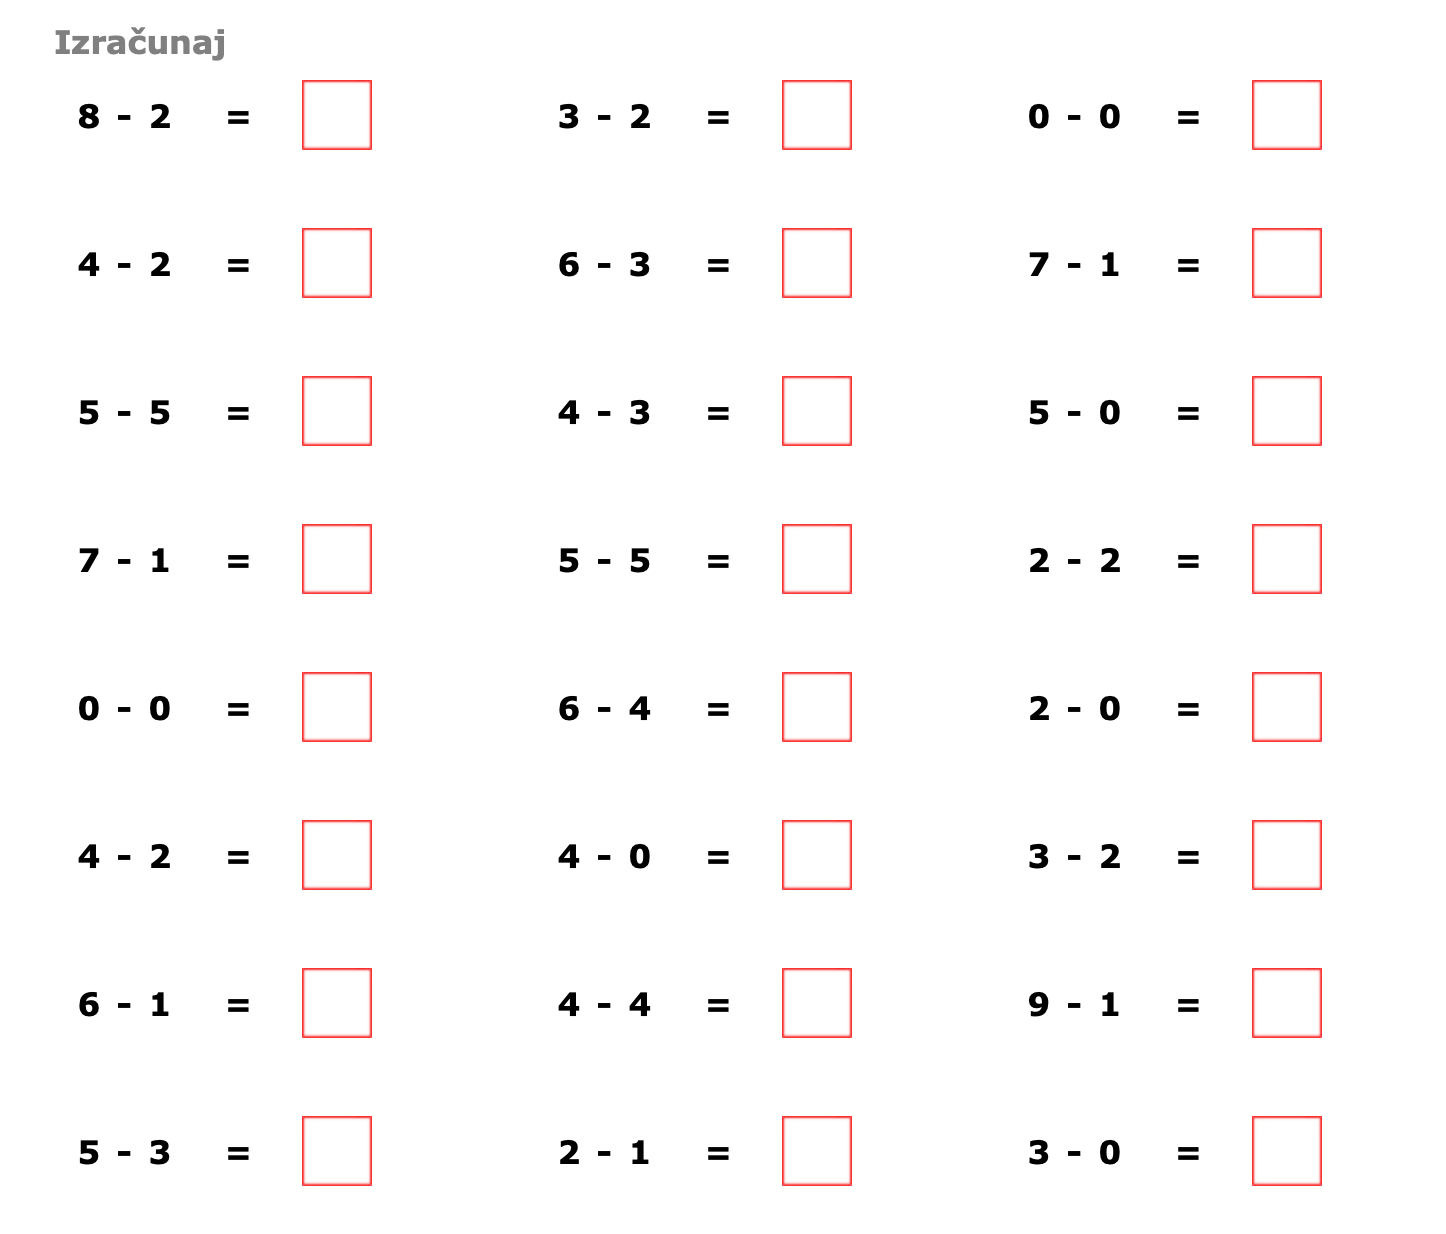 Izračunaj
8 - 2 = 3 - 2 = 0 - 0 =
4 - 2 = 6 - 3 = 7 - 1 =
5 - 5 = 4 - 3 = 5 - 0 =
7 - 1 = 5 - 5 = 2 - 2 =
0 - 0 = 6 - 4 = 2 - 0 =
4 - 2 = 4 - 0 = 3 - 2 =
6 - 1 = 4 - 4 = 9 - 1 =
5 - 3 = 2 - 1 = 3 - 0 =